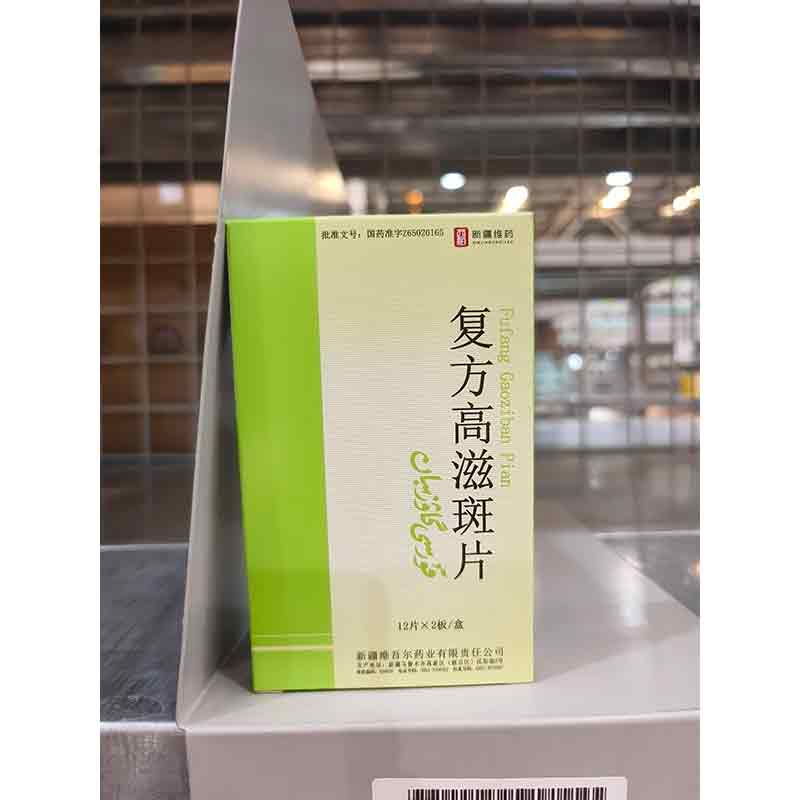 批准文号：国药准字Z65020165
新疆维药
复方高滋斑片
Fufang Gaoziban Pian
12片×2板/盒
新疆维吾尔药业有限责任公司